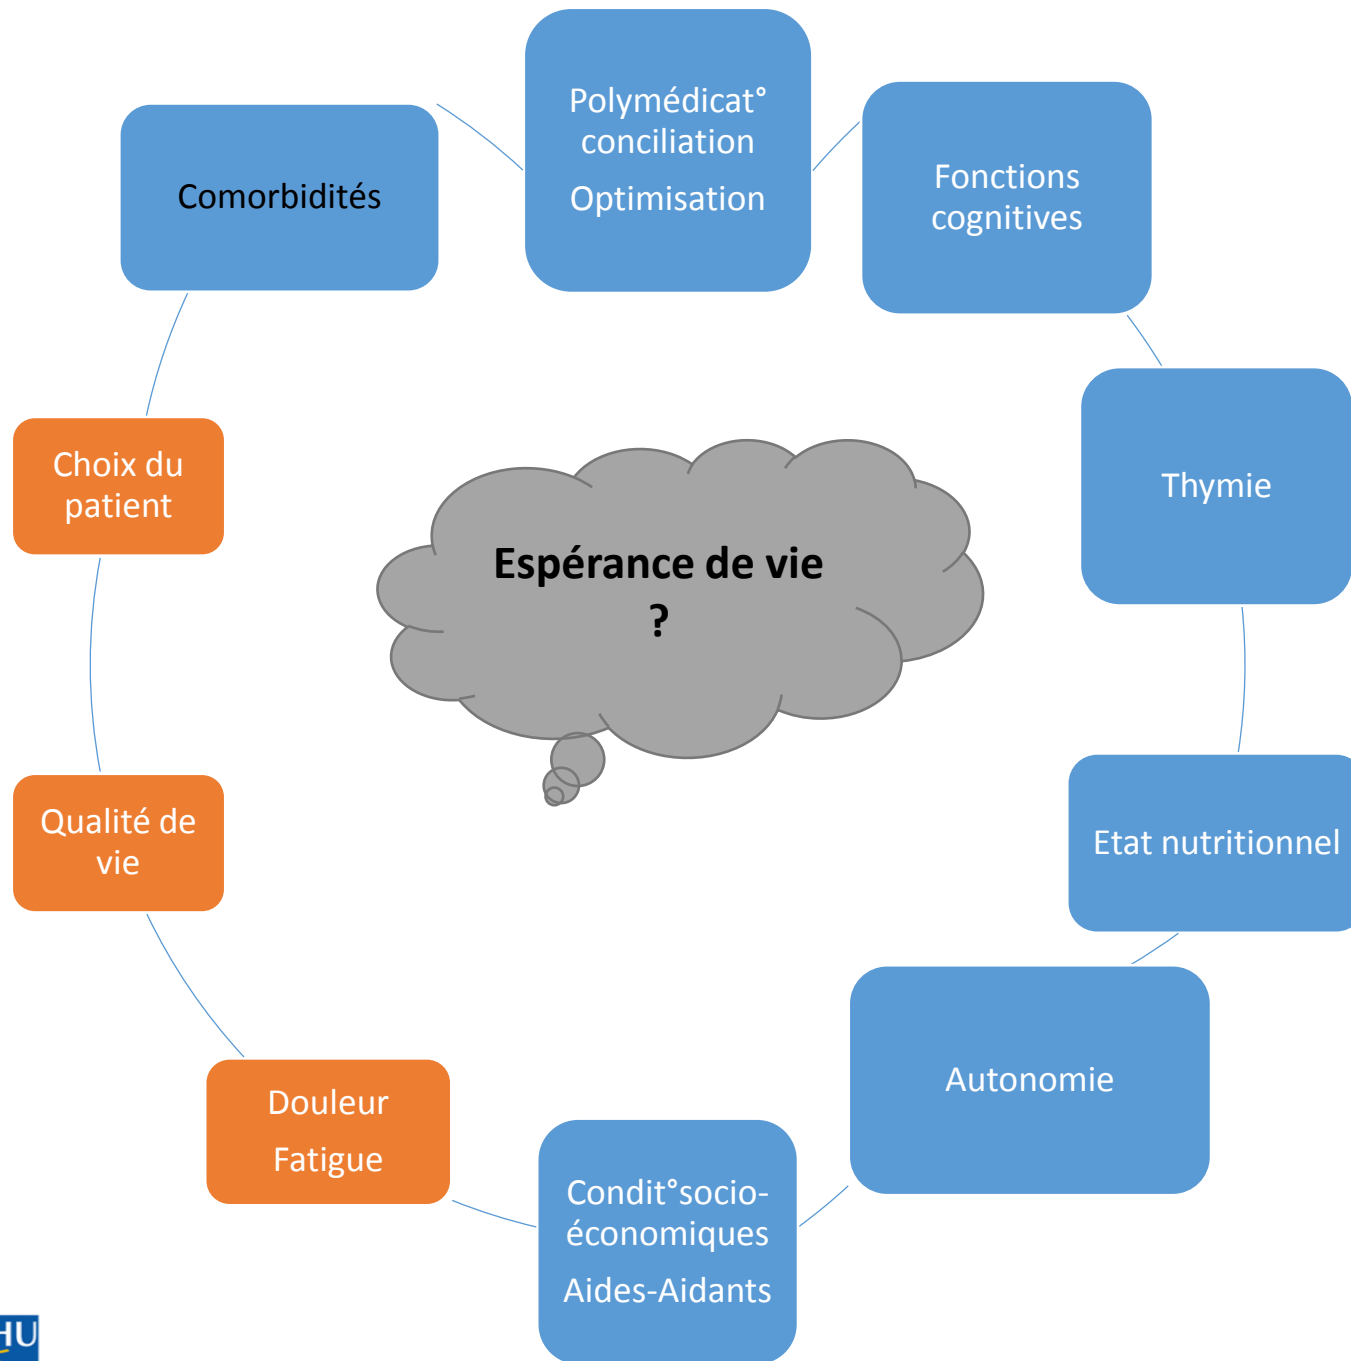 Polymédicat°
conciliation
Optimisation
Fonctions
cognitives
Comorbidités
Thymie
Choix du
patient
Espérance de vie
?
Etat nutritionnel
Qualité de
vie
Autonomie
Douleur
Fatigue
Condit°socio-
économiques
Aides-Aidants
HU